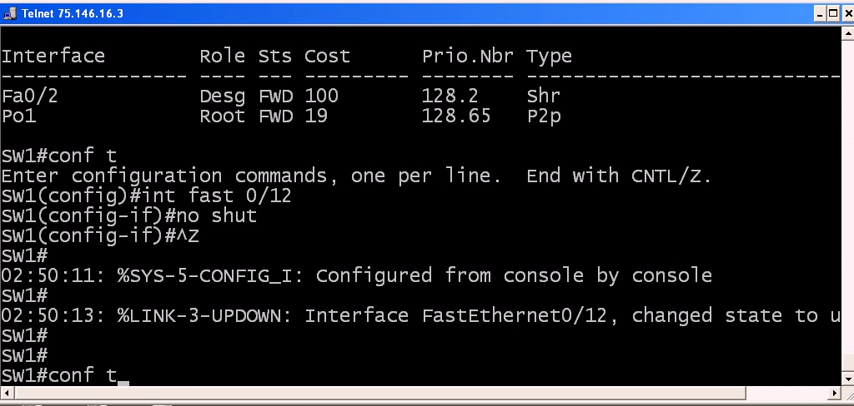 Telnet 75.146.16.3
Interface Role Sts Cost Prio.Nbr Type
---------------- ---- --- --------- -------- --------------------------------
Fa0/2 Desg FWD 100 128.2 Shr
Po1 Root FWD 19 128.65 P2p
SW1#conf t
Enter configuration commands, one per line. End with CNTL/Z.
SW1(config)#int fast 0/12
SW1(config-if)#no shut
SW1(config-if)#^Z
SW1#
02:50:11: %SYS-5-CONFIG_I: Configured from console by console
SW1#
02:50:13: %LINK-3-UPDOWN: Interface FastEthernet0/12, changed state to u
SW1#
SW1#
SW1#conf t_